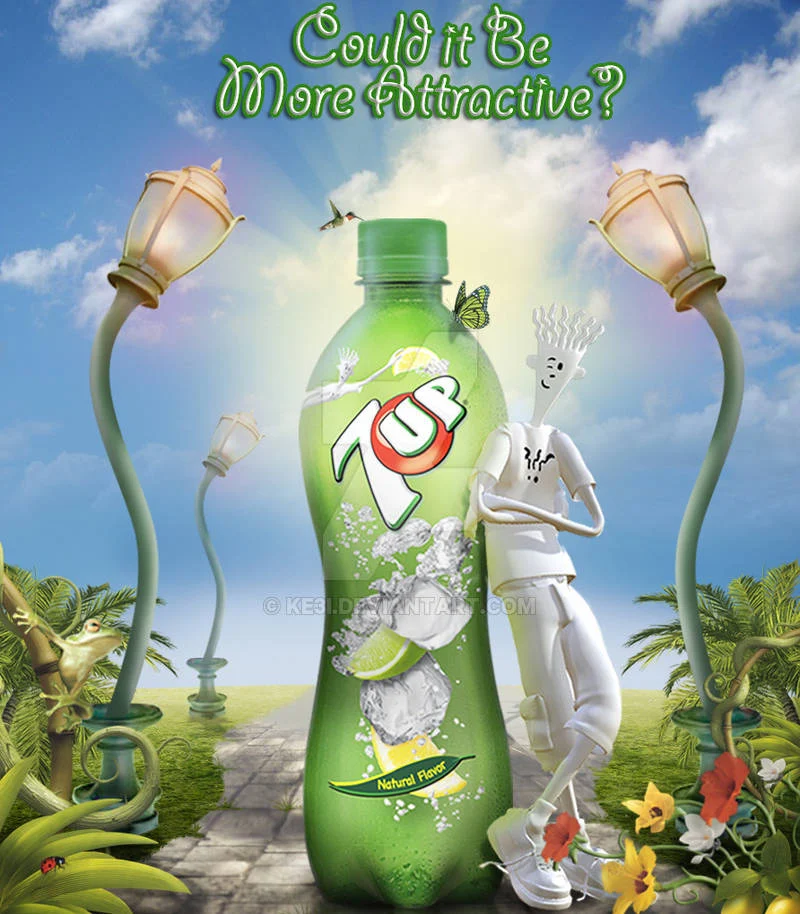 Could it Be
More Attractive?
7UP
© KE3I.DEVIANTART.COM
Natural Flavor